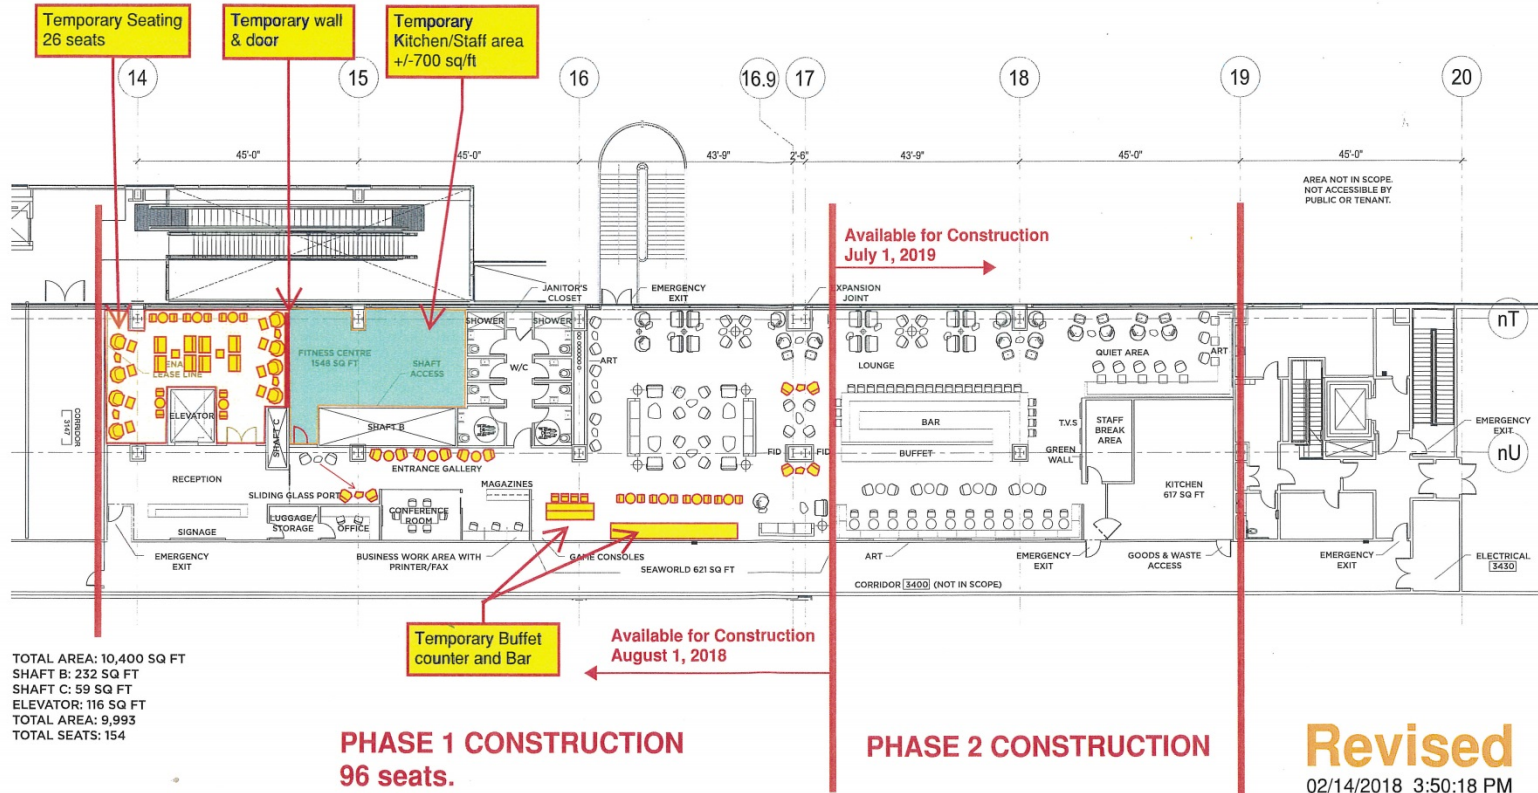 Temporary Seating
26 seats
Temporary wall
& door
Temporary
Kitchen/Staff area
+/-700 sq/ft
14
15
16
16.9
17
18
19
20
45'-0"
45'-0"
43'-9"
2'-6"
43'-9"
45'-0"
45'-0"
AREA NOT IN SCOPE.
NOT ACCESSIBLE BY
PUBLIC OR TENANT.
Available for Construction
July 1, 2019
JANITOR'S
CLOSET
EMERGENCY
EXIT
EXPANSION
JOINT
nT
SHOWER
SHOWER
FITNESS CENTRE
1548 SQ FT
SHAFT
ACCESS
W/C
ART
LOUNGE
QUIET AREA
ART
LEASE LINE
ELEVATOR
CORRIDOR
3147
SHAFT C
SHAFT B
BAR
T.V.S
STAFF
BREAK
AREA
EMERGENCY
EXIT
BUFFET
GREEN
WALL
FID
FID
nU
ENTRANCE GALLERY
RECEPTION
MAGAZINES
KITCHEN
617 SQ FT
SLIDING GLASS PORT
CONFERENCE
ROOM
LUGGAGE/
STORAGE
OFFICE
SIGNAGE
EMERGENCY
EXIT
BUSINESS WORK AREA WITH
PRINTER/FAX
GAME CONSOLES
SEAWORLD 621 SQ FT
ART
EMERGENCY
EXIT
GOODS & WASTE
ACCESS
EMERGENCY
EXIT
ELECTRICAL
3430
CORRIDOR 3400 (NOT IN SCOPE)
Temporary Buffet
counter and Bar
Available for Construction
August 1, 2018
TOTAL AREA: 10,400 SQ FT
SHAFT B: 232 SQ FT
SHAFT C: 59 SQ FT
ELEVATOR: 116 SQ FT
TOTAL AREA: 9,993
TOTAL SEATS: 154
PHASE 1 CONSTRUCTION
96 seats.
PHASE 2 CONSTRUCTION
Revised
02/14/2018 3:50:18 PM